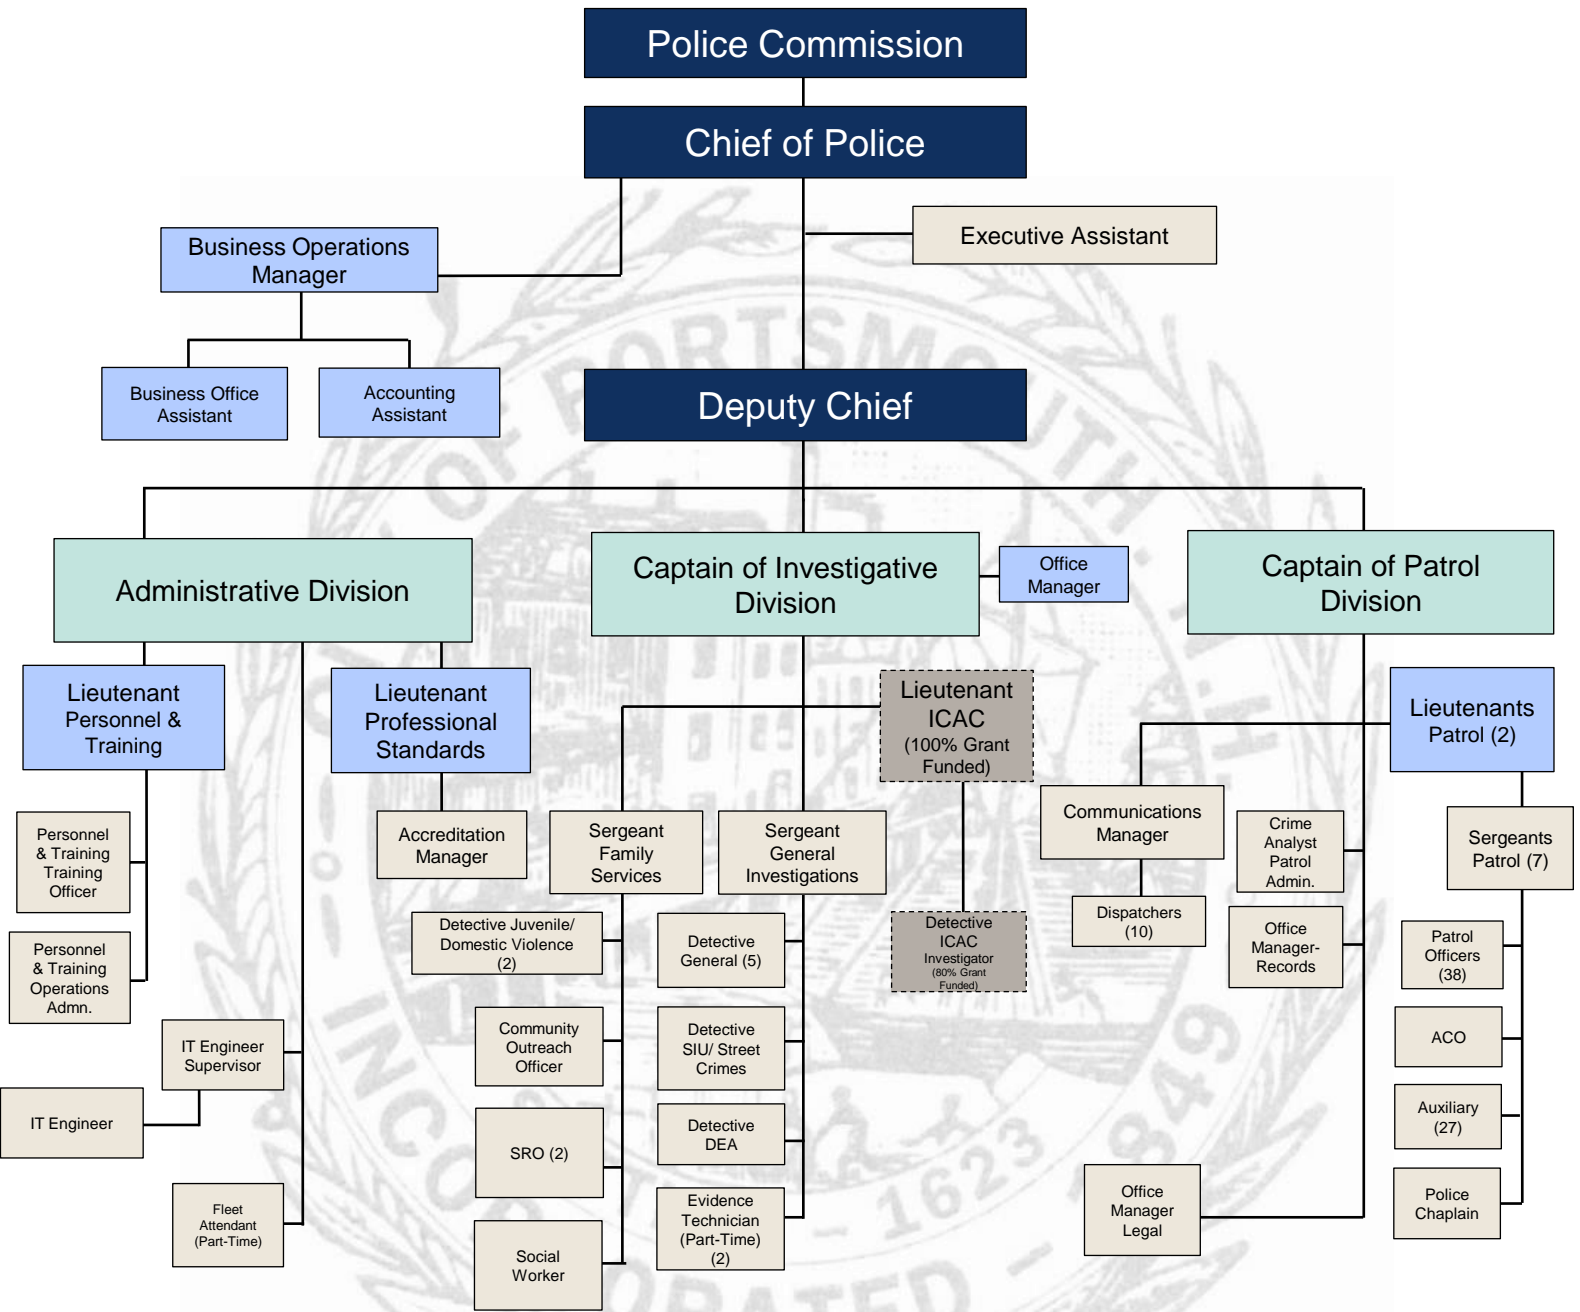 Police Commission
Chief of Police
Executive Assistant
Business Operations
Manager
Business Office
Assistant
Accounting
Assistant
Deputy Chief
Administrative Division
Captain of Investigative
Division
Office
Manager
Captain of Patrol
Division
Lieutenant
Personnel &
Training
Lieutenant
Professional
Standards
Lieutenant
ICAC
(100% Grant
Funded)
Lieutenants
Patrol (2)
Personnel
& Training
Training
Officer
Accreditation
Manager
Sergeant
Family
Services
Sergeant
General
Investigations
Communications
Manager
Crime
Analyst
Patrol
Admin.
Sergeants
Patrol (7)
Personnel
& Training
Operations
Admn.
Detective Juvenile/
Domestic Violence
(2)
Detective
General (5)
Detective
ICAC
Investigator
(80% Grant
Funded)
Dispatchers
(10)
Office
Manager-
Records
Patrol
Officers
(38)
IT Engineer
Supervisor
Community
Outreach
Officer
Detective
SIU/ Street
Crimes
ACO
IT Engineer
SRO (2)
Detective
DEA
Auxiliary
(27)
Fleet
Attendant
(Part-Time)
Social
Worker
Evidence
Technician
(Part-Time)
(2)
Office
Manager
Legal
Police
Chaplain
OF PORTSMOUTH
N.H.
INCORPORATED - 1849
1623